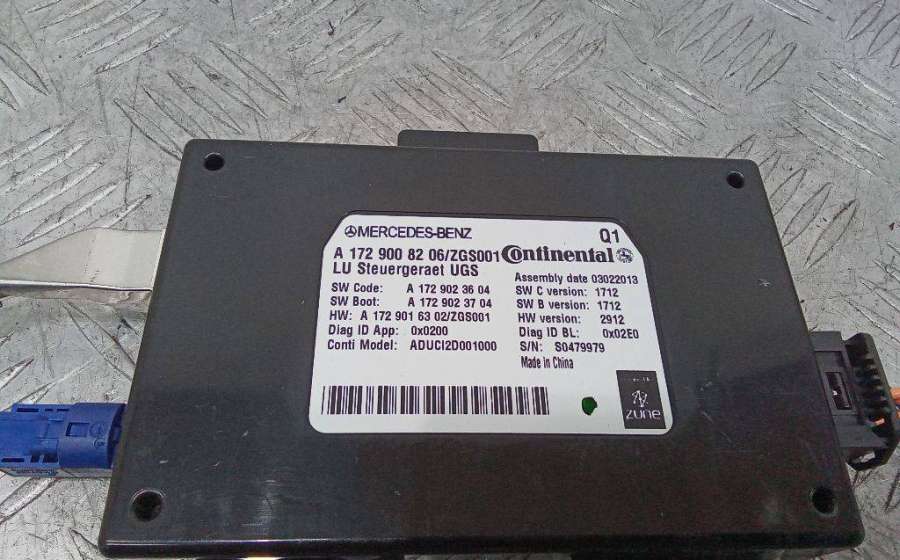 MERCEDES-BENZ
Q1
A 172 900 82 06/ZGS001
Continental
LU Steuergeraet UGS
Assembly date 03022013
SW Code: A 172 902 36 04
SW C version: 1712
SW Boot: A 172 902 37 04
SW B version: 1712
HW: A 172 901 63 02/ZGS001
HW version: 2912
Diag ID App: 0x0200
Diag ID BL: 0x02E0
Conti Model: ADUCI2D001000
S/N: S0479979
Made in China
zune